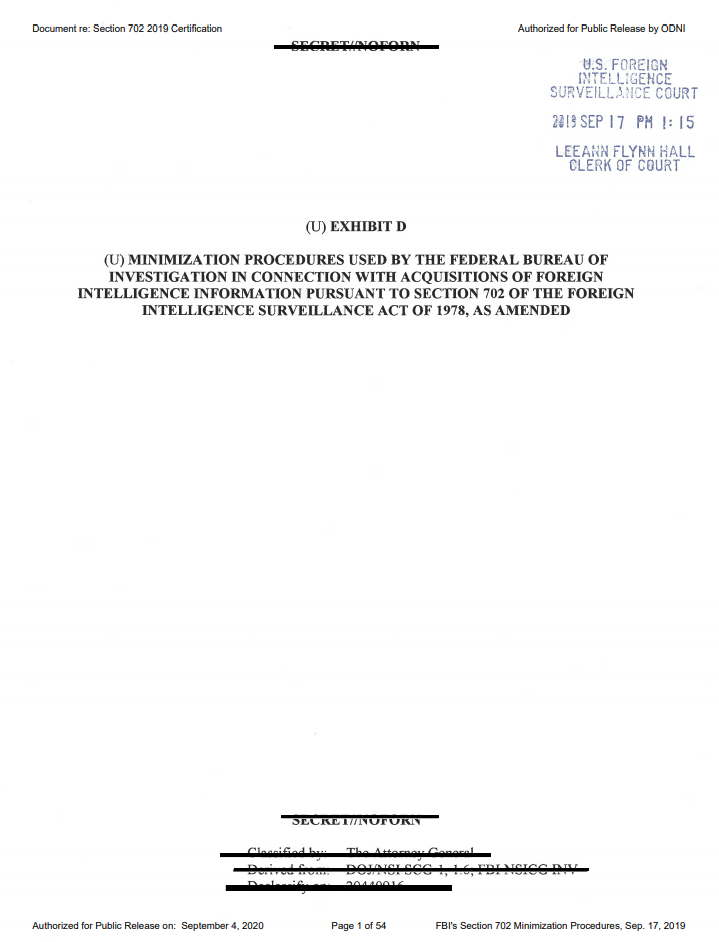 Document re: Section 702 2019 Certification
Authorized for Public Release by ODNI
SECRET//NOFORN
U.S. FOREIGN
INTELLIGENCE
SURVEILLANCE COURT
2019 SEP 17 PM 1:15
LEEANN FLYNN HALL
CLERK OF COURT
(U) EXHIBIT D
(U) MINIMIZATION PROCEDURES USED BY THE FEDERAL BUREAU OF
INVESTIGATION IN CONNECTION WITH ACQUISITIONS OF FOREIGN
INTELLIGENCE INFORMATION PURSUANT TO SECTION 702 OF THE FOREIGN
INTELLIGENCE SURVEILLANCE ACT OF 1978, AS AMENDED
SECRET//NOFORN
Classified by: The Attorney General
Derived from: DOJ/NSI SCG-1, 1.6; FBI NSICG INV
Declassify on: 20440916
Authorized for Public Release on: September 4, 2020
Page 1 of 54
FBI's Section 702 Minimization Procedures, Sep. 17, 2019